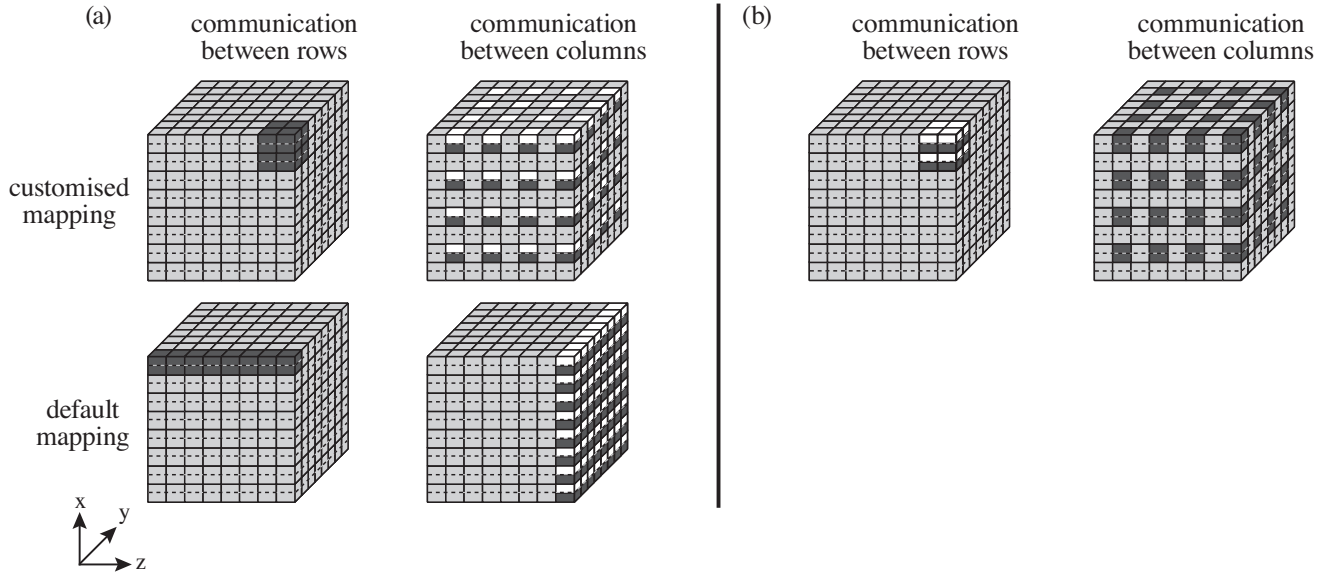 (a)
communication
between rows
communication
between columns
(b)
communication
between rows
communication
between columns
customised
mapping
default
mapping
x
y
z